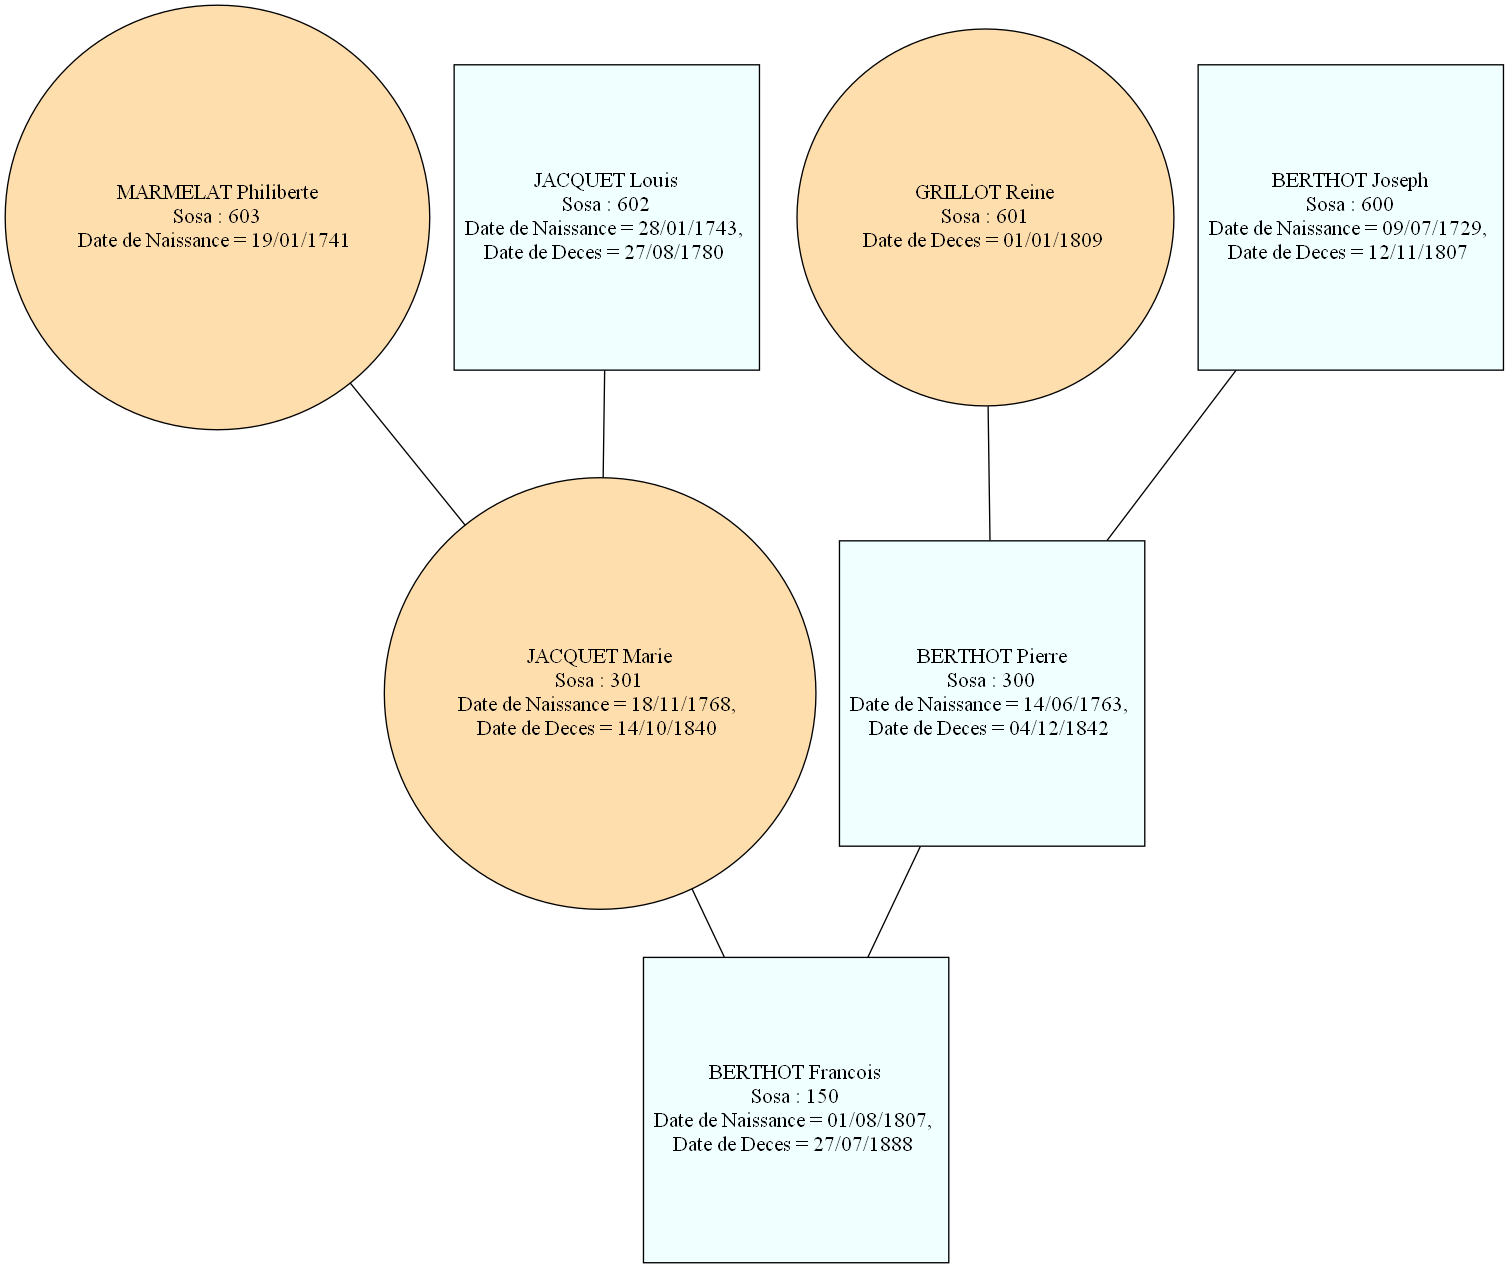 MARMELAT Philiberte
Sosa : 603
Date de Naissance = 19/01/1741
JACQUET Louis
Sosa : 602
Date de Naissance = 28/01/1743,
Date de Deces = 27/08/1780
GRILLOT Reine
Sosa : 601
Date de Deces = 01/01/1809
BERTHOT Joseph
Sosa : 600
Date de Naissance = 09/07/1729,
Date de Deces = 12/11/1807
JACQUET Marie
Sosa : 301
Date de Naissance = 18/11/1768,
Date de Deces = 14/10/1840
BERTHOT Pierre
Sosa : 300
Date de Naissance = 14/06/1763,
Date de Deces = 04/12/1842
BERTHOT Francois
Sosa : 150
Date de Naissance = 01/08/1807,
Date de Deces = 27/07/1888